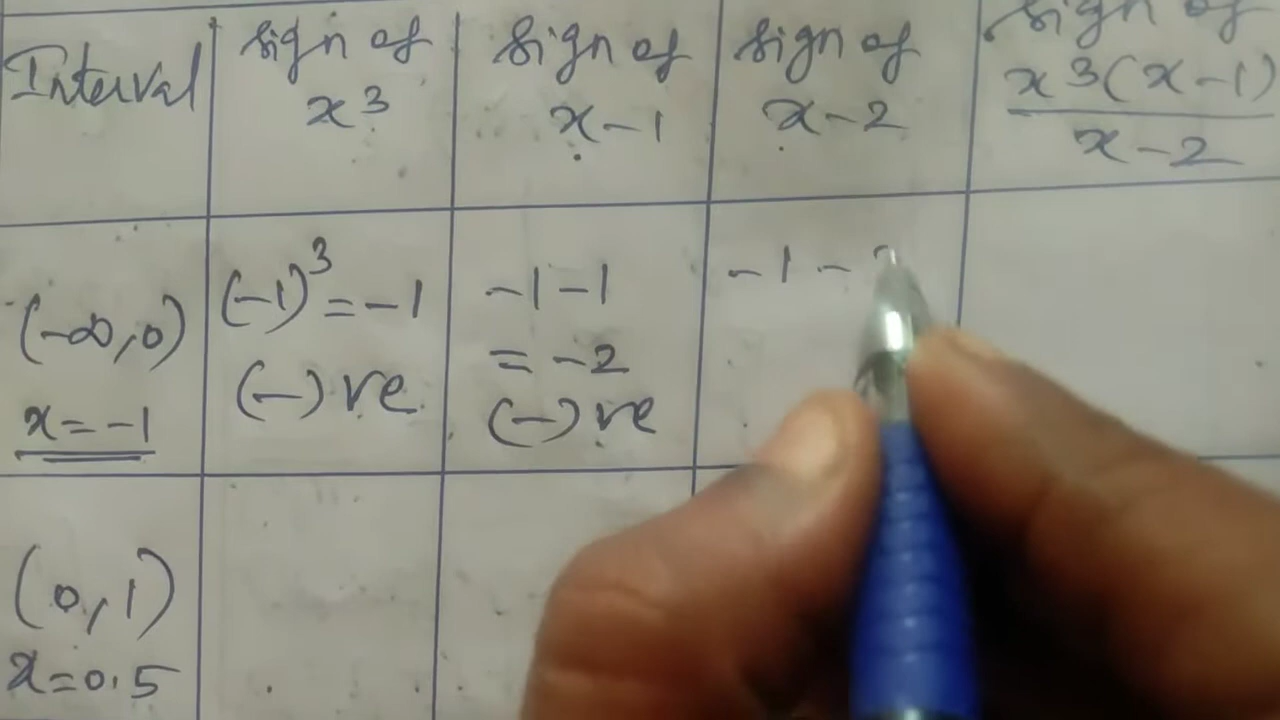 Interval
sign of
x³
sign of
x-1
sign of
x-2
sign of
x³(x-1)
x-2
(-∞,0)
x=-1
(-1)³=-1
(-)ve
-1-1
=-2
(-)ve
-1-
(0,1)
x=0.5